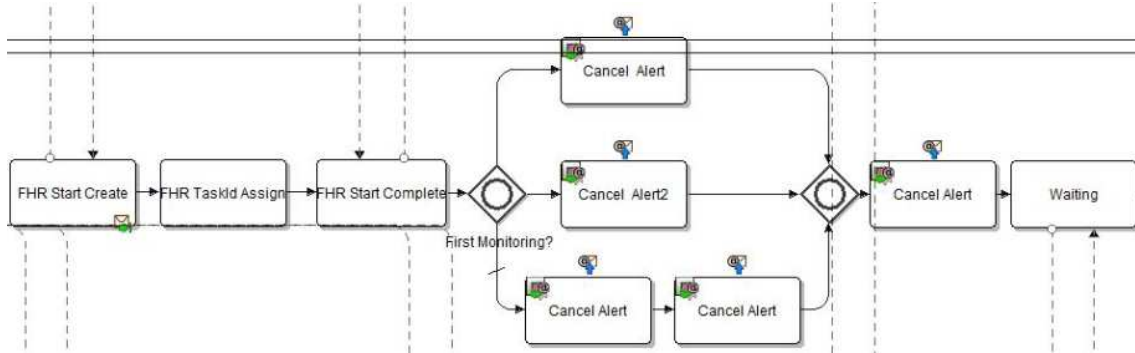 Cancel Alert
FHR Start Create
FHR TaskId Assign
FHR Start Complete
Cancel Alert2
Cancel Alert
Waiting
First Monitoring?
Cancel Alert
Cancel Alert